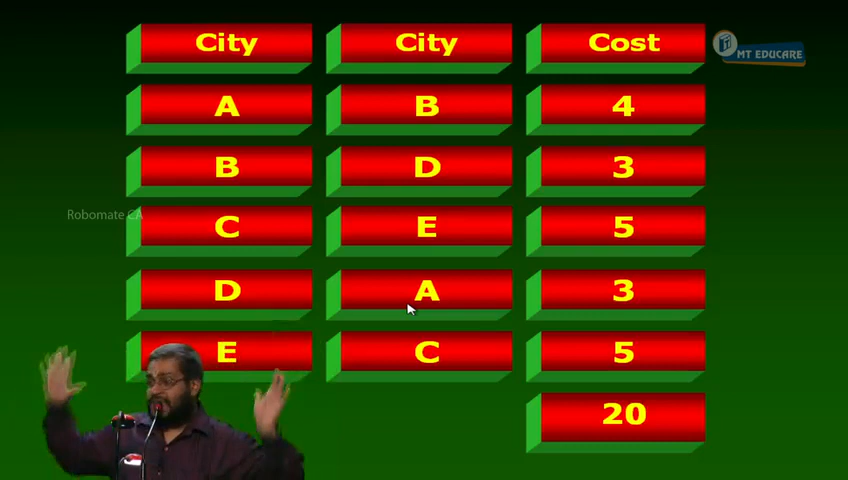 City City Cost
MT EDUCARE
A B 4
B D 3
Robomate CA
C E 5
D A 3
E C 5
20